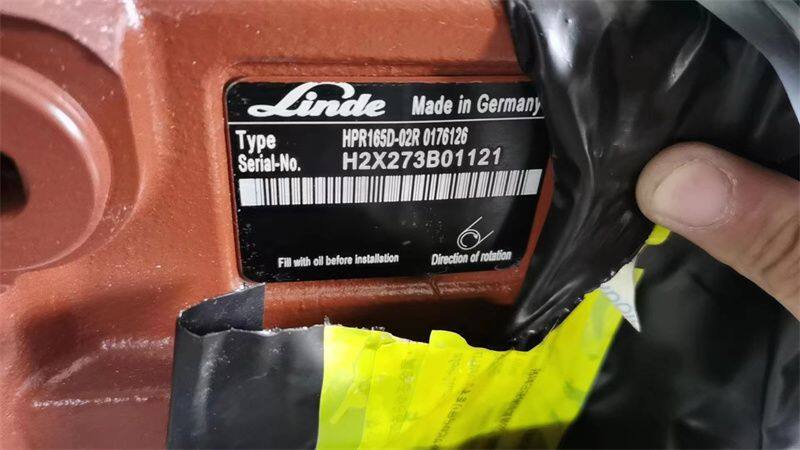 Linde Made in Germany
Type HPR165D-02R 0176126
Serial-No. H2X273B01121
Fill with oil before installation Direction of rotation